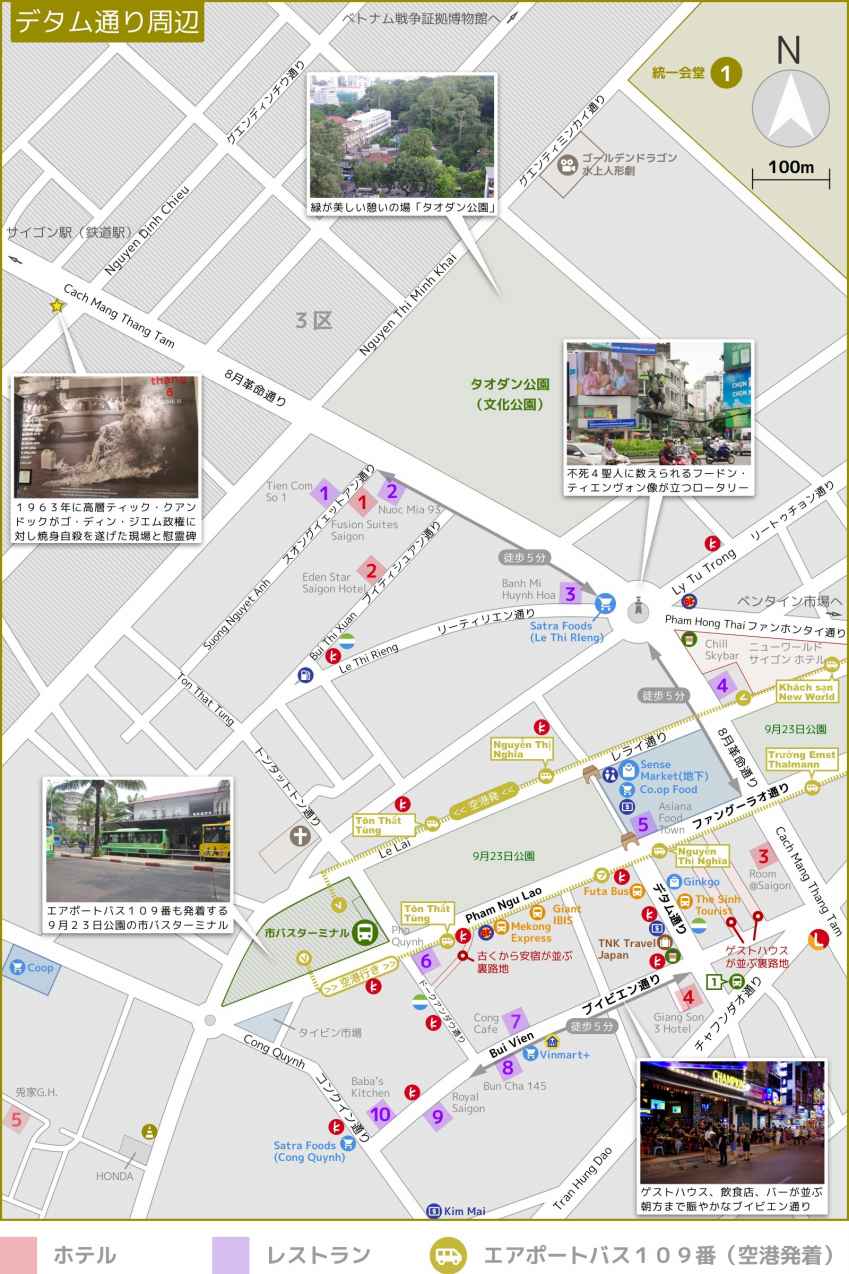 デタム通り周辺
ベトナム戦争証拠博物館へ
統一会堂
1
N
100m
グエンディンチウ通り
グエンティミンカイ通り
ゴールデンドラゴン
水上人形劇
緑が美しい憩いの場「タオダン公園」
Nguyen Dinh Chieu
サイゴン駅（鉄道駅）
Cach Mang Thang Tam
Nguyen Thi Minh Khai
3区
8月革命通り
タオダン公園
（文化公園）
1963年に高層ティック・クアン
ドックがゴ・ディン・ジエム政権に
対し焼身自殺を遂げた現場と慰霊碑
不死4聖人に数えられるフードン・
ティエンヴォン像が立つロータリー
Tien Com
So 1
1
1
2
Nuoc Mia 93
Fusion Suites
Saigon
スオングイェットアン通り
Suong Nguyet Anh
Eden Star
Saigon Hotel
2
ブイティシュアン通り
Bui Thi Xuan
徒歩5分
Banh Mi
Huynh Hoa
3
Satra Foods
(Le Thi RIeng)
リーティリエン通り
Le Thi Rieng
リートゥチョン通り
Ly Tu Trong
ベンタイン市場へ
Pham Hong Thai
ファンホンタイ通り
Chill
Skybar
ニューワールド
サイゴン ホテル
4
Khách sạn
New World
徒歩5分
Ton That Tung
トンタットトン通り
Nguyễn Thị
Nghĩa
レライ通り
8月革命通り
9月23日公園
Trường Emst
Thalmann
Sense
Market(地下)
Co.op Food
Asiana
Food
Town
5
ファングーラオ通り
<< 空港発 <<
Tôn Thất
Tùng
Le Lai
9月23日公園
Nguyễn
Thị Nghĩa
3
Room
@Saigon
Cach Mang Thang Tam
エアポートバス109番も発着する
9月23日公園の市バスターミナル
市バスターミナル
Tôn Thất
Tùng
Pham Ngu Lao
Futa Bus
デタム通り
Ginkgo
The Sinh
Tourist
Giant
IBIS
Mekong
Express
Pho
Quynh
6
古くから安宿が並ぶ
裏路地
TNK Travel
Japan
ゲストハウス
が並ぶ裏路地
>> 空港行き >>
Coop
ドークアンダウ通り
ブイビエン通り
1
4
Giang Son
3 Hotel
チャフンダオ通り
タイビン市場
Cong Quynh
Cong
Cafe
7
Bui Vien
徒歩5分
Vinmart+
8
Bun Cha 145
コンクイン通り
Baba's
Kitchen
10
9
Royal
Saigon
兎家G.H.
5
HONDA
Satra Foods
(Cong Quynh)
Kim Mai
Tran Hung Dao
ゲストハウス、飲食店、バーが並ぶ
朝方まで賑やかなブイビエン通り
ホテル
レストラン
エアポートバス109番（空港発着）